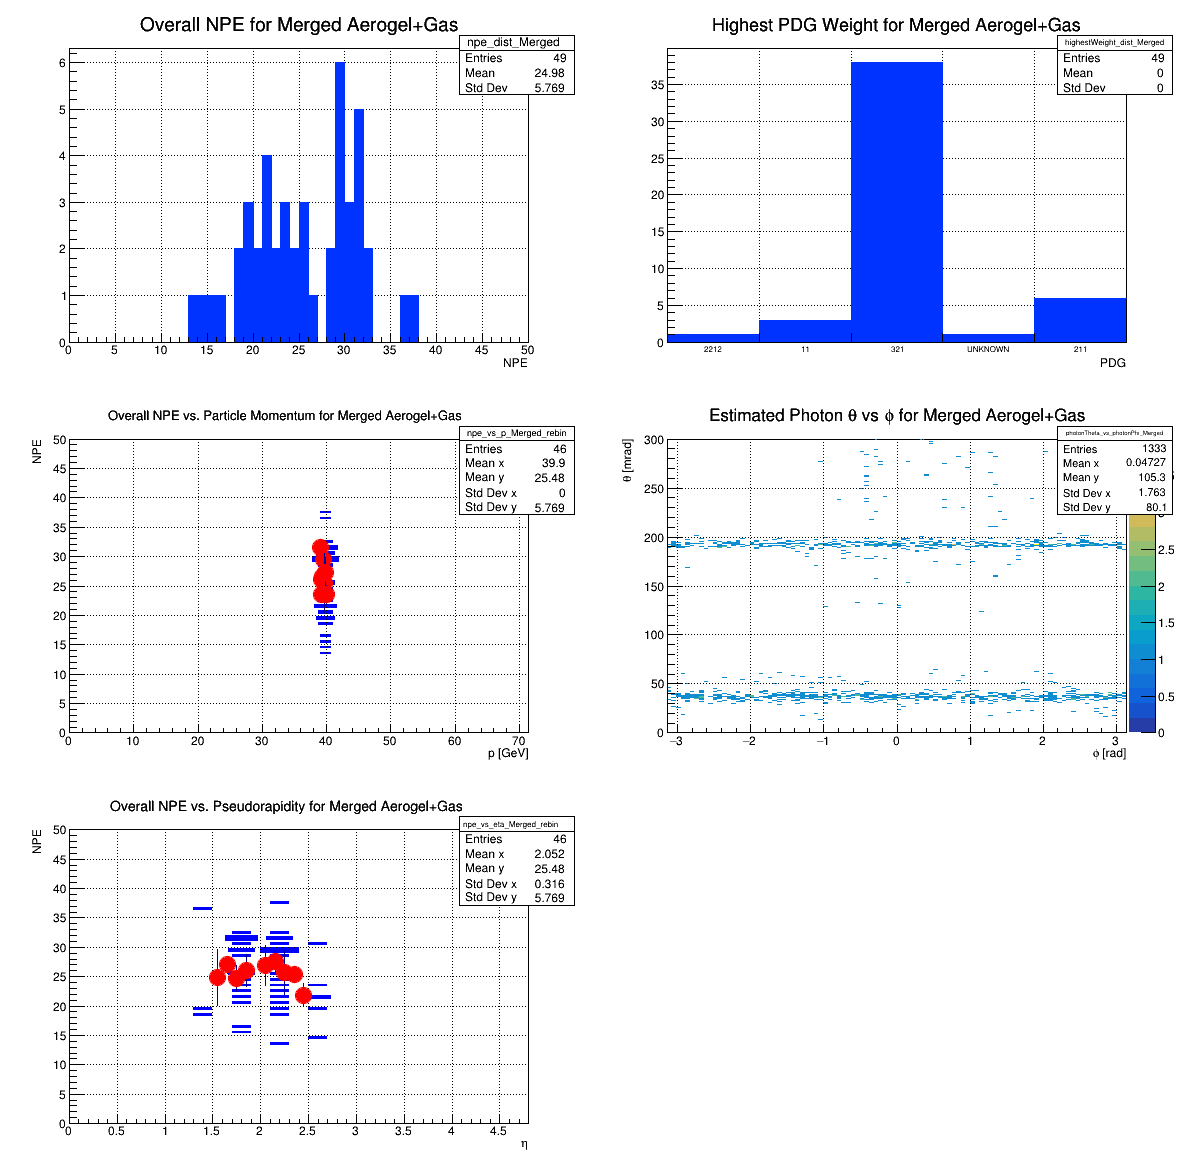 Overall NPE for Merged Aerogel+Gas
npe_dist_Merged
Entries 49
Mean 24.98
Std Dev 5.769
6
5
4
3
2
1
0
0 5 10 15 20 25 30 35 40 45 50
NPE
Highest PDG Weight for Merged Aerogel+Gas
highestWeight_dist_Merged
Entries 49
Mean 0
Std Dev 0
35
30
25
20
15
10
5
0
2212 11 321 UNKNOWN 211
PDG
Overall NPE vs. Particle Momentum for Merged Aerogel+Gas
npe_vs_p_Merged_rebin
Entries 46
Mean x 39.9
Mean y 25.48
Std Dev x 0
Std Dev y 5.769
NPE
50
45
40
35
30
25
20
15
10
5
0
0 10 20 30 40 50 60 70
p [GeV]
Estimated Photon θ vs ϕ for Merged Aerogel+Gas
photonTheta_vs_photonPhi_Merged
Entries 1333
Mean x 0.04727
Mean y 105.3
Std Dev x 1.763
Std Dev y 80.1
θ [mrad]
300
250
200
150
100
50
0
−3 −2 −1 0 1 2 3
ϕ [rad]
2.5
2
1.5
1
0.5
0
Overall NPE vs. Pseudorapidity for Merged Aerogel+Gas
npe_vs_eta_Merged_rebin
Entries 46
Mean x 2.052
Mean y 25.48
Std Dev x 0.316
Std Dev y 5.769
NPE
50
45
40
35
30
25
20
15
10
5
0
0 0.5 1 1.5 2 2.5 3 3.5 4 4.5
η